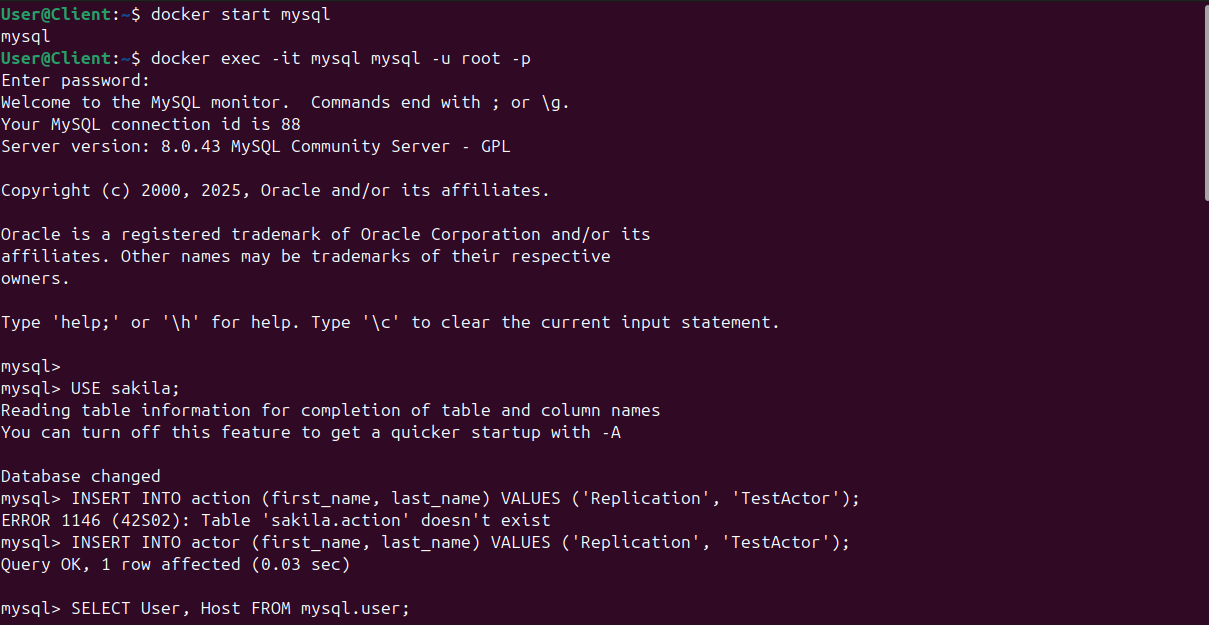 User@Client:~$ docker start mysql
mysql
User@Client:~$ docker exec -it mysql mysql -u root -p
Enter password:
Welcome to the MySQL monitor.  Commands end with ; or \g.
Your MySQL connection id is 88
Server version: 8.0.43 MySQL Community Server - GPL
Copyright (c) 2000, 2025, Oracle and/or its affiliates.
Oracle is a registered trademark of Oracle Corporation and/or its
affiliates. Other names may be trademarks of their respective
owners.
Type 'help;' or '\h' for help. Type '\c' to clear the current input statement.
mysql>
mysql> USE sakila;
Reading table information for completion of table and column names
You can turn off this feature to get a quicker startup with -A
Database changed
mysql> INSERT INTO action (first_name, last_name) VALUES ('Replication', 'TestActor');
ERROR 1146 (42S02): Table 'sakila.action' doesn't exist
mysql> INSERT INTO actor (first_name, last_name) VALUES ('Replication', 'TestActor');
Query OK, 1 row affected (0.03 sec)
mysql> SELECT User, Host FROM mysql.user;